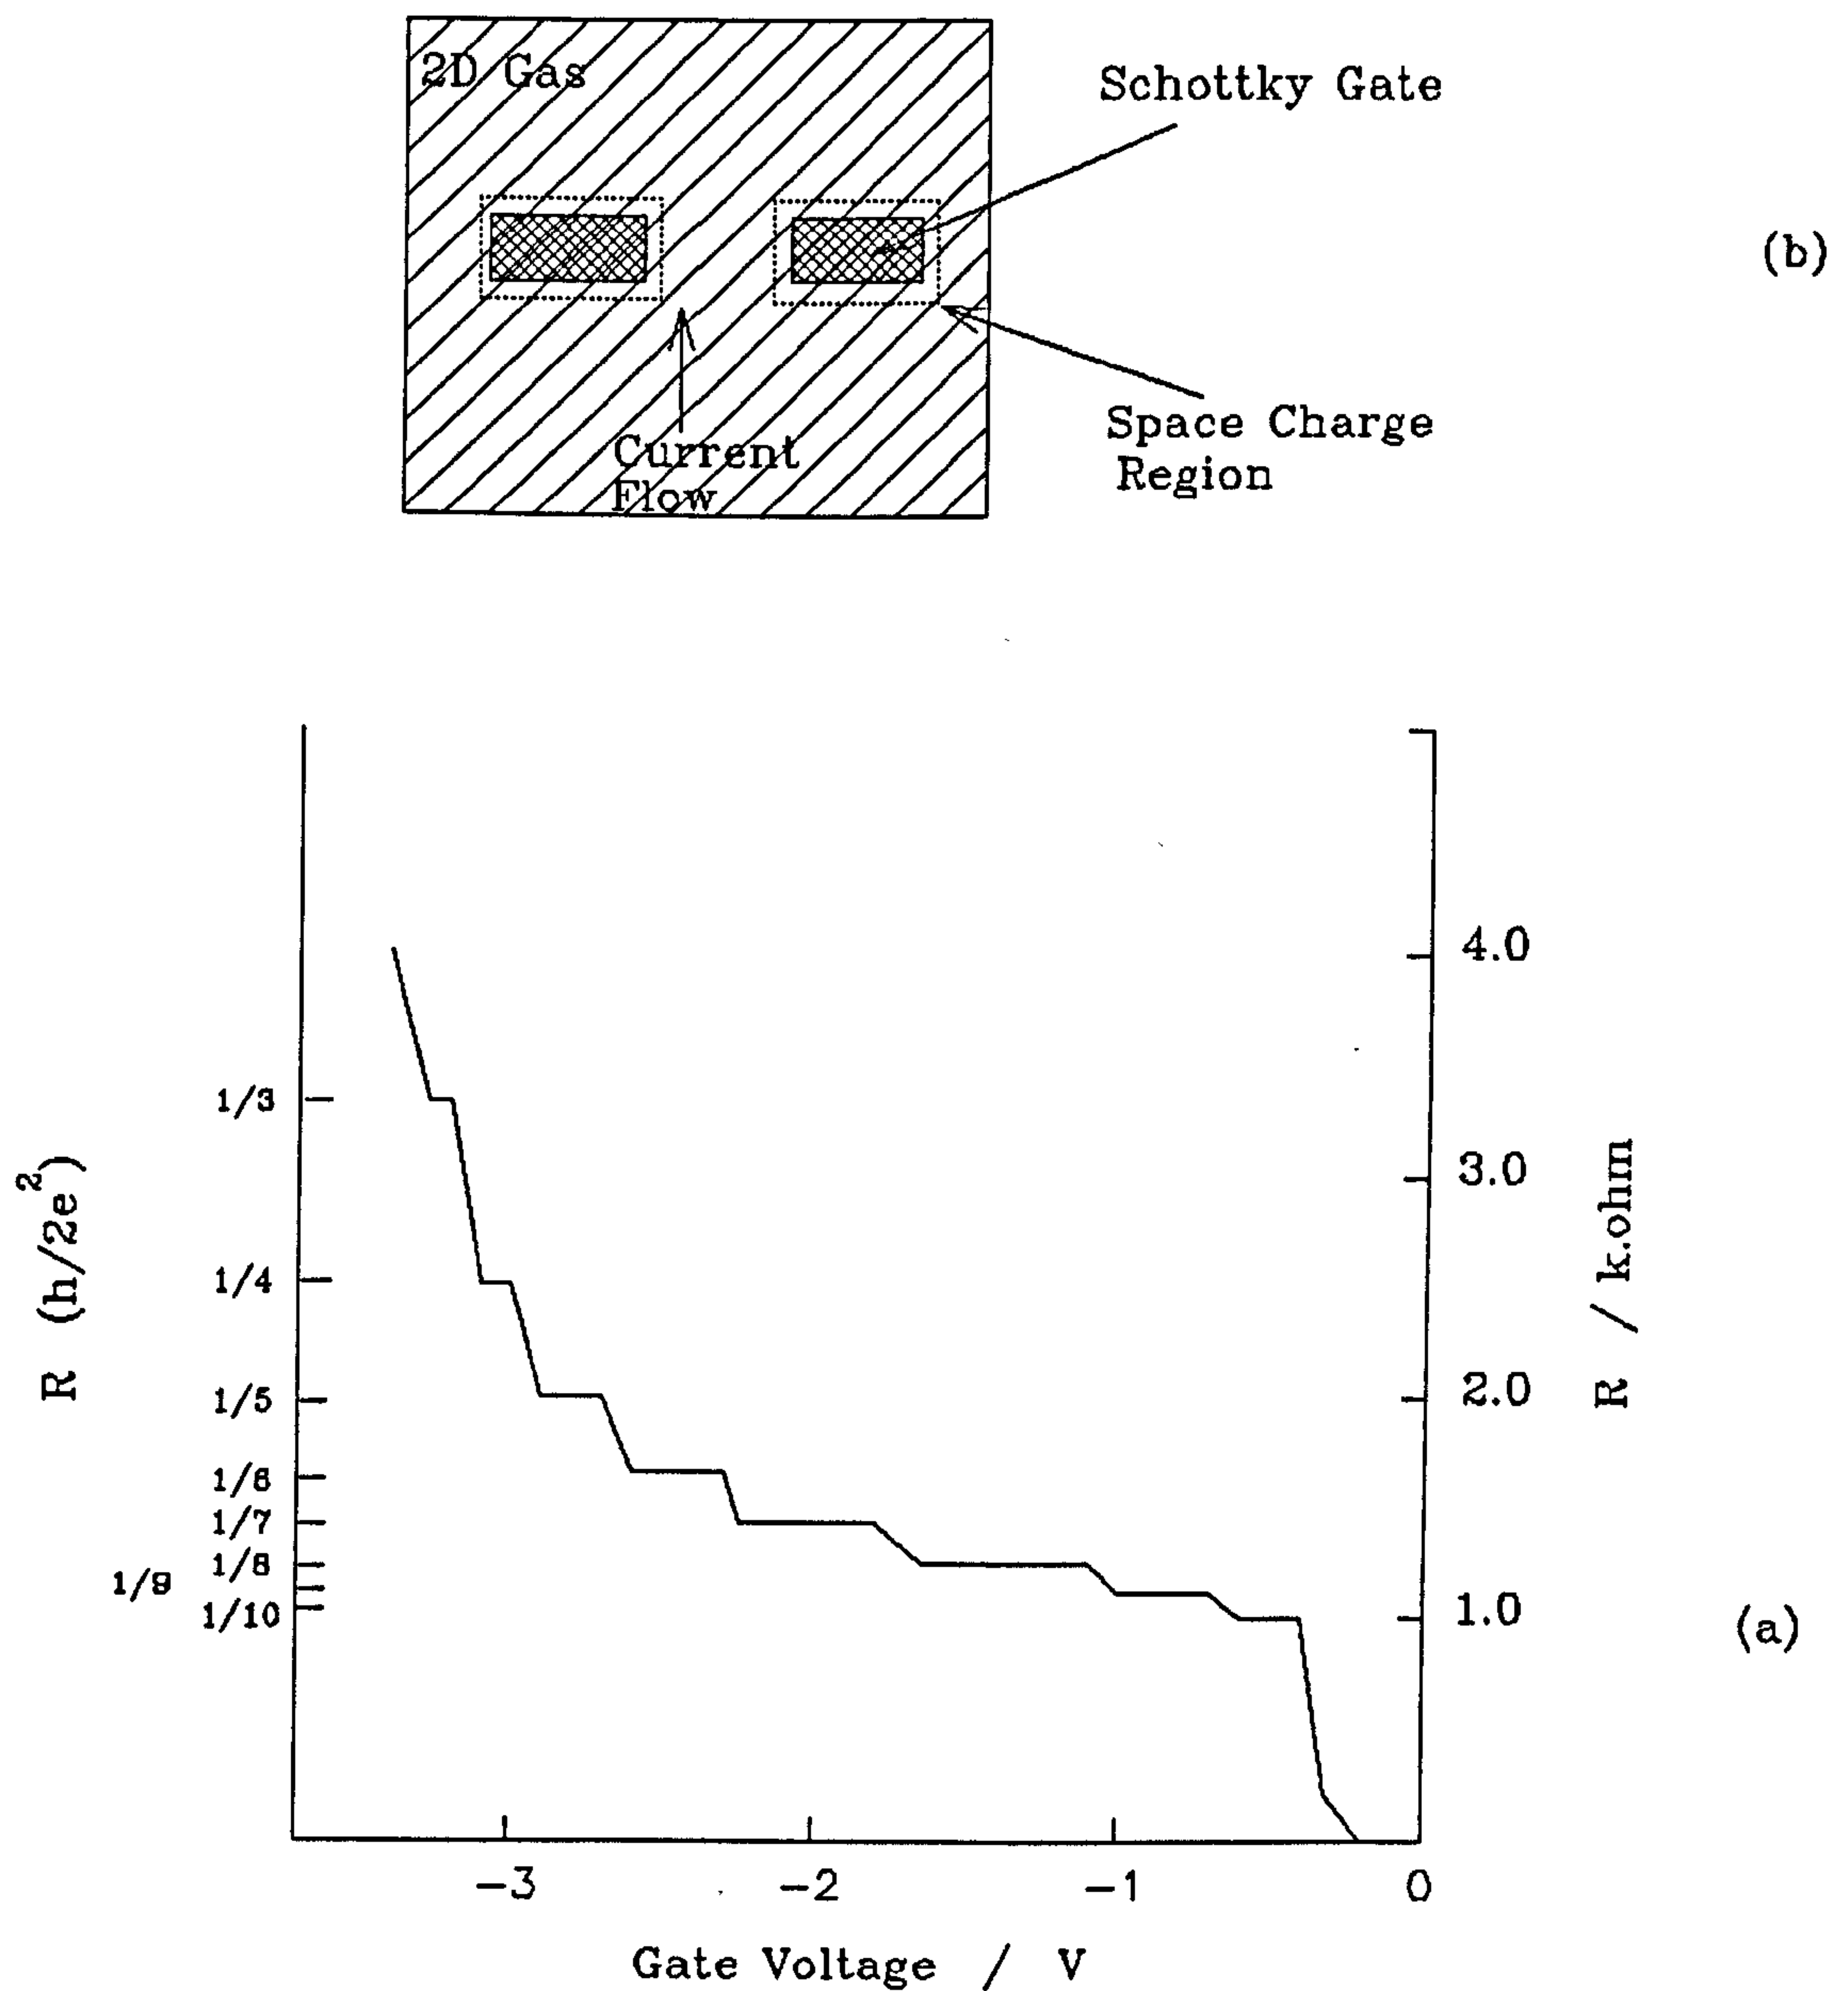 2D Gas
Schottky Gate
(b)
Current
Flow
Space Charge
Region
4.0
1/3
3.0
1/4
R (h/2e²)
R / k.ohm
1/5
2.0
1/6
1/7
1/8
1/9
1/10
1.0
(a)
-3
-2
-1
0
Gate Voltage / V